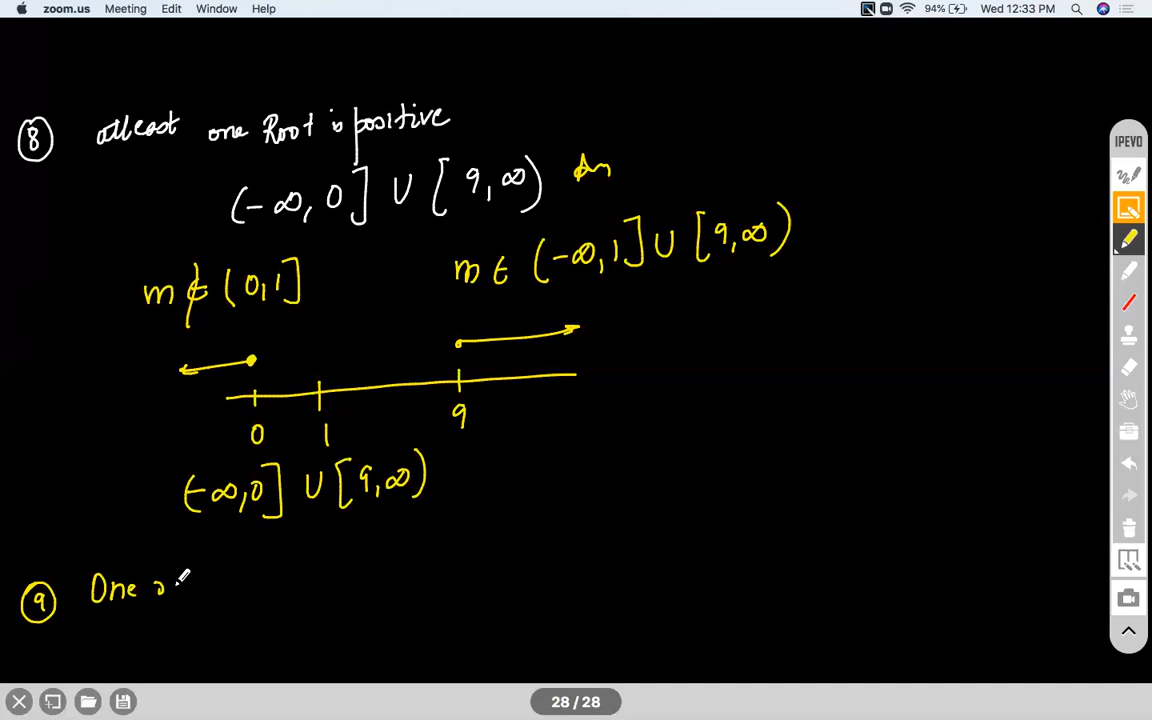 zoom.us Meeting Edit Window Help 94% Wed 12:33 PM
IPEVO
⑧ atleast one Root is positive
(-∞, 0] ∪ [9, ∞) Ans
m ∉ (0, 1] m ∈ (-∞, 1] ∪ [9, ∞)
0 1 9
(-∞, 0] ∪ [9, ∞)
⑨ One
28 / 28